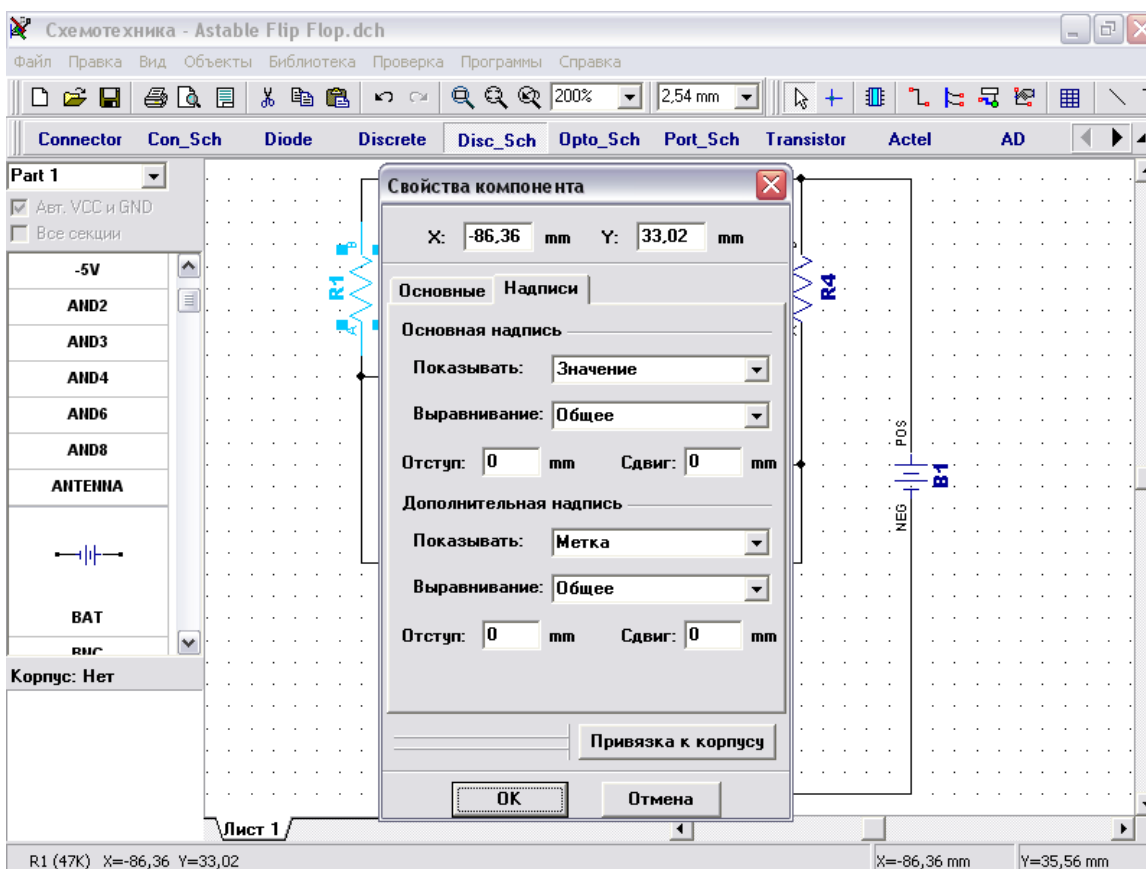 Схемотехника - Astable Flip Flop.dch
Файл Правка Вид Объекты Библиотека Проверка Программы Справка
200% 2,54 mm
Connector Con_Sch Diode Discrete Disc_Sch Opto_Sch Port_Sch Transistor Actel AD
Part 1
Авт. VCC и GND
Все секции
-5V
AND2
AND3
AND4
AND6
AND8
ANTENNA
BAT
BNC
Корпус: Нет
B
R1
A
Свойства компонента
X: -86,36 mm Y: 33,02 mm
Основные Надписи
Основная надпись
Показывать: Значение
Выравнивание: Общее
Отступ: 0 mm Сдвиг: 0 mm
Дополнительная надпись
Показывать: Метка
Выравнивание: Общее
Отступ: 0 mm Сдвиг: 0 mm
Привязка к корпусу
OK Отмена
R4
POS
B1
NEG
Лист 1
R1 (47K) X=-86,36 Y=33,02 X=-86,36 mm Y=35,56 mm